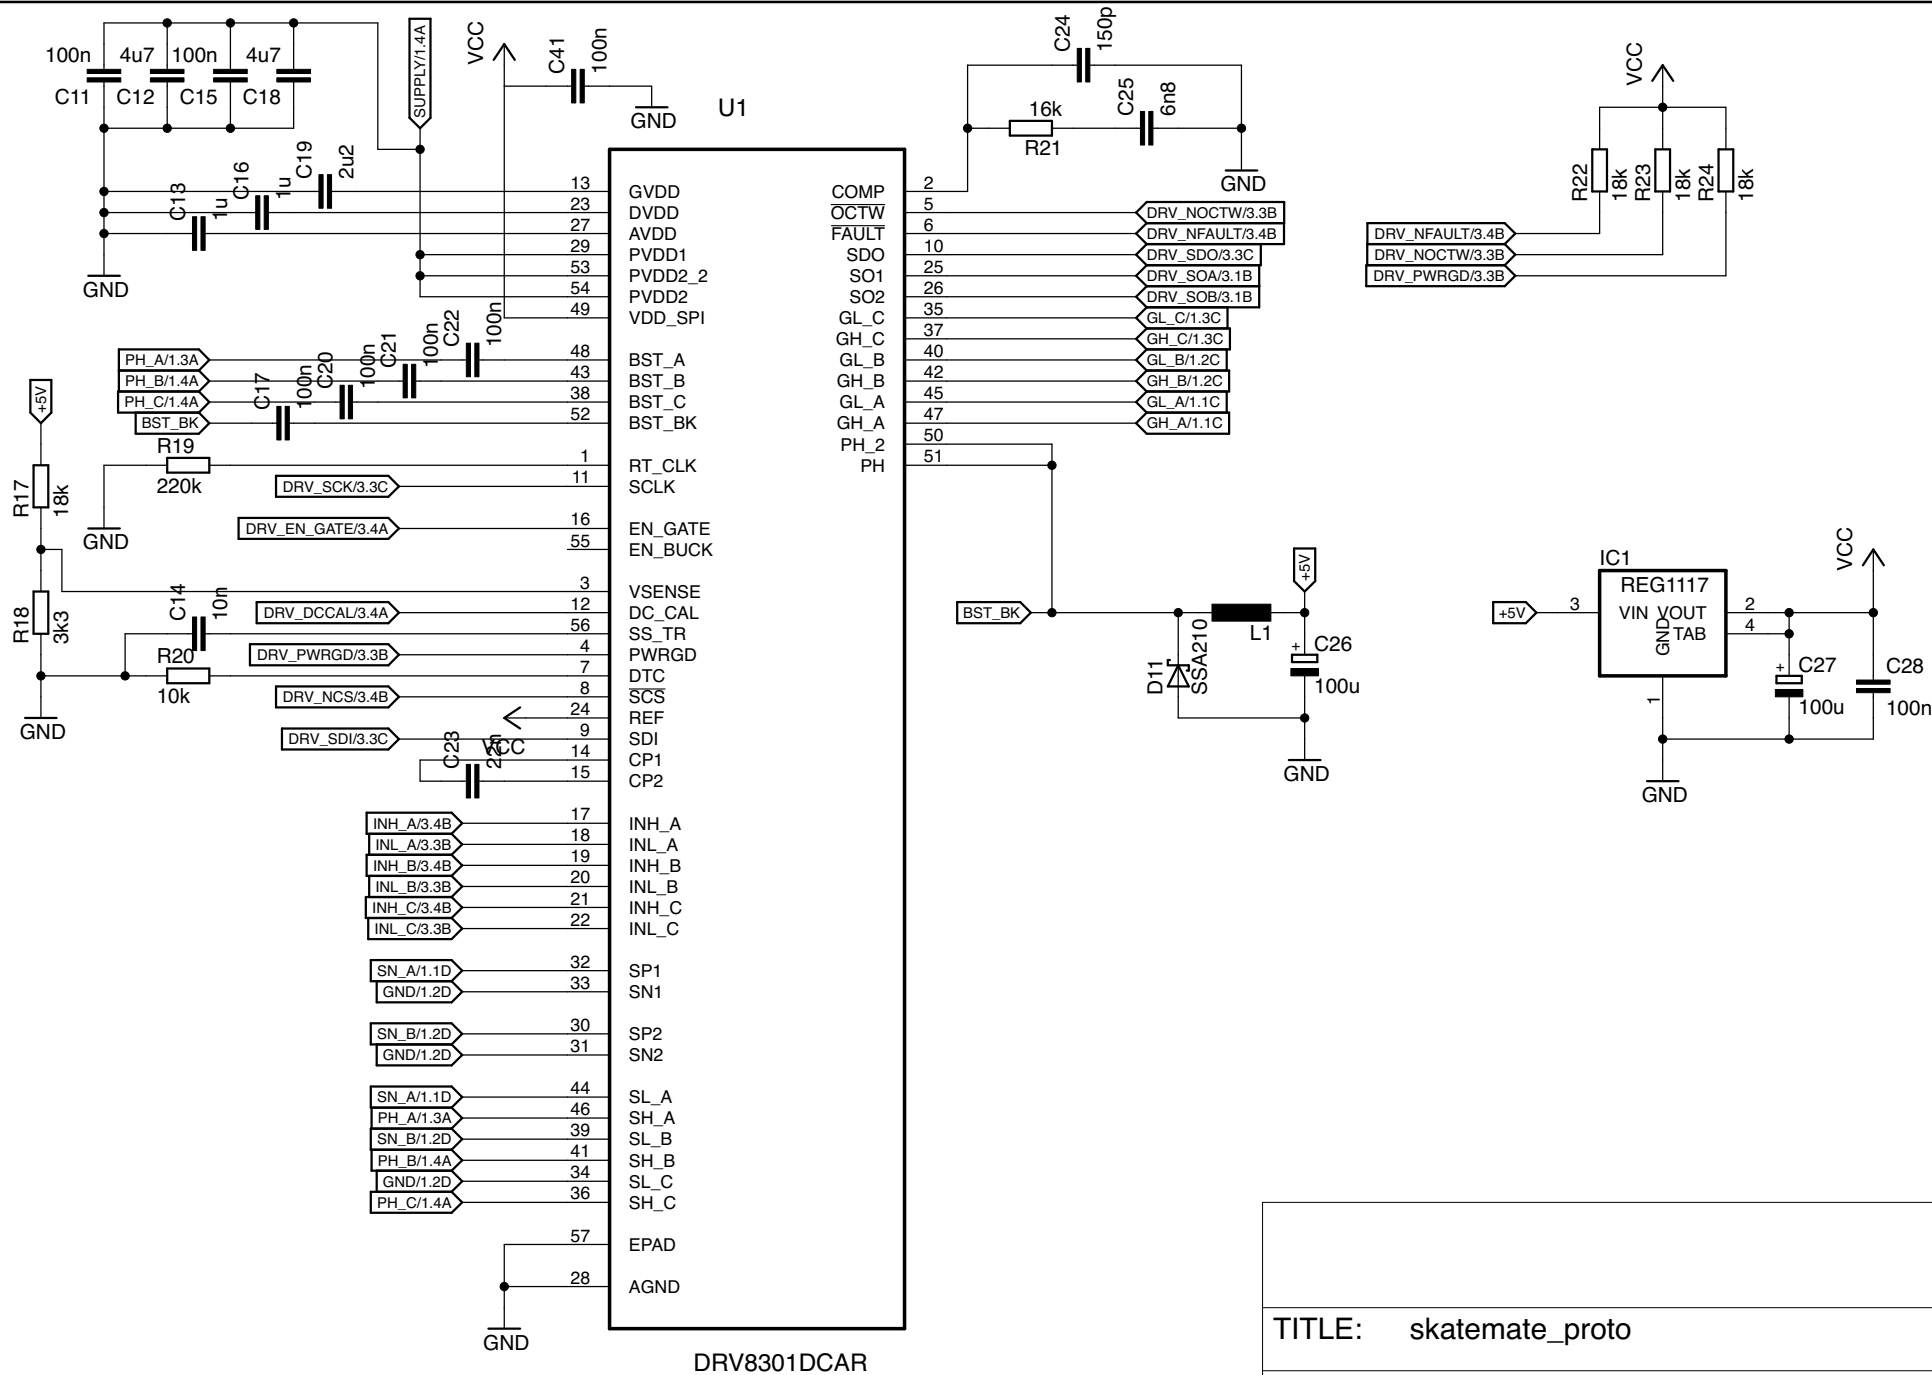 100n 4u7 100n 4u7
C11 C12 C15 C18
SUPPLY/1.4A
VCC
C41
100n
GND
U1
C24
150p
16k
R21
C25
6n8
GND
VCC
R22
18k
R23
18k
R24
18k
DRV_NFAULT/3.4B
DRV_NOCTW/3.3B
DRV_PWRGD/3.3B
C19
2u2
C16
1u
C13
1u
GND
13 GVDD
23 DVDD
27 AVDD
29 PVDD1
53 PVDD2_2
54 PVDD2
49 VDD_SPI
COMP 2
OCTW 5 DRV_NOCTW/3.3B
FAULT 6 DRV_NFAULT/3.4B
SDO 10 DRV_SDO/3.3C
SO1 25 DRV_SOA/3.1B
SO2 26 DRV_SOB/3.1B
GL_C 35 GL_C/1.3C
GH_C 37 GH_C/1.3C
GL_B 40 GL_B/1.2C
GH_B 42 GH_B/1.2C
GL_A 45 GL_A/1.1C
GH_A 47 GH_A/1.1C
PH_2 50
PH 51
C22
100n
C21
100n
C20
100n
C17
100n
PH_A/1.3A 48 BST_A
PH_B/1.4A 43 BST_B
PH_C/1.4A 38 BST_C
BST_BK 52 BST_BK
+5V
R17
18k
R18
3k3
GND
R19
220k
GND
1 RT_CLK
DRV_SCK/3.3C 11 SCLK
DRV_EN_GATE/3.4A 16 EN_GATE
55 EN_BUCK
3 VSENSE
C14
10n
DRV_DCCAL/3.4A 12 DC_CAL
56 SS_TR
DRV_PWRGD/3.3B 4 PWRGD
R20
10k
7 DTC
DRV_NCS/3.4B 8 SCS
VCC 24 REF
DRV_SDI/3.3C 9 SDI
C23
14 CP1
15 CP2
INH_A/3.4B 17 INH_A
INL_A/3.3B 18 INL_A
INH_B/3.4B 19 INH_B
INL_B/3.3B 20 INL_B
INH_C/3.4B 21 INH_C
INL_C/3.3B 22 INL_C
SN_A/1.1D 32 SP1
GND/1.2D 33 SN1
SN_B/1.2D 30 SP2
GND/1.2D 31 SN2
SN_A/1.1D 44 SL_A
PH_A/1.3A 46 SH_A
SN_B/1.2D 39 SL_B
PH_B/1.4A 41 SH_B
GND/1.2D 34 SL_C
PH_C/1.4A 36 SH_C
57 EPAD
28 AGND
GND
DRV8301DCAR
BST_BK
D11
SSA210
L1
+5V
+
C26
100u
GND
IC1
REG1117
+5V
3 VIN VOUT 2
GND
TAB 4
1
VCC
+
C27
100u
C28
100n
GND
TITLE: skatemate_proto